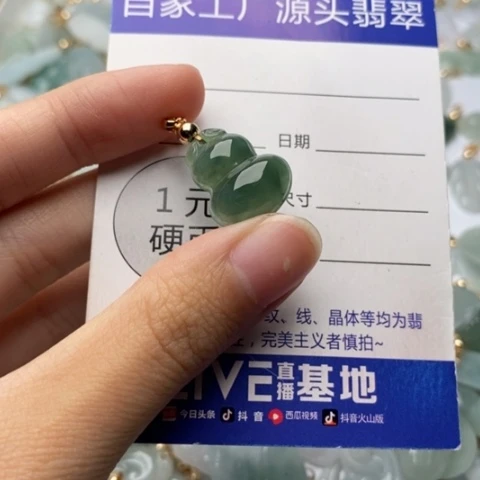 自家工厂源头翡翠
日期
1元 尺寸
硬币
纹、线、晶体等均为翡
完美主义者慎拍~
LIVE直播基地
今日头条 抖音 西瓜视频 抖音火山版